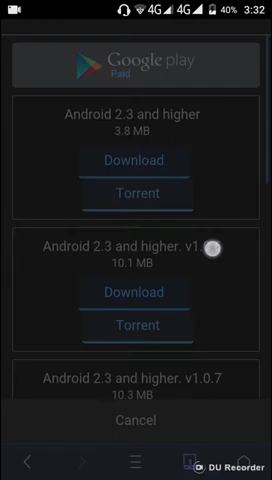 4G 4G 40% 3:32
Google play
Paid
Android 2.3 and higher
3.8 MB
Download
Torrent
Android 2.3 and higher. v1.
10.1 MB
Download
Torrent
Android 2.3 and higher. v1.0.7
10.3 MB
Cancel
DU Recorder